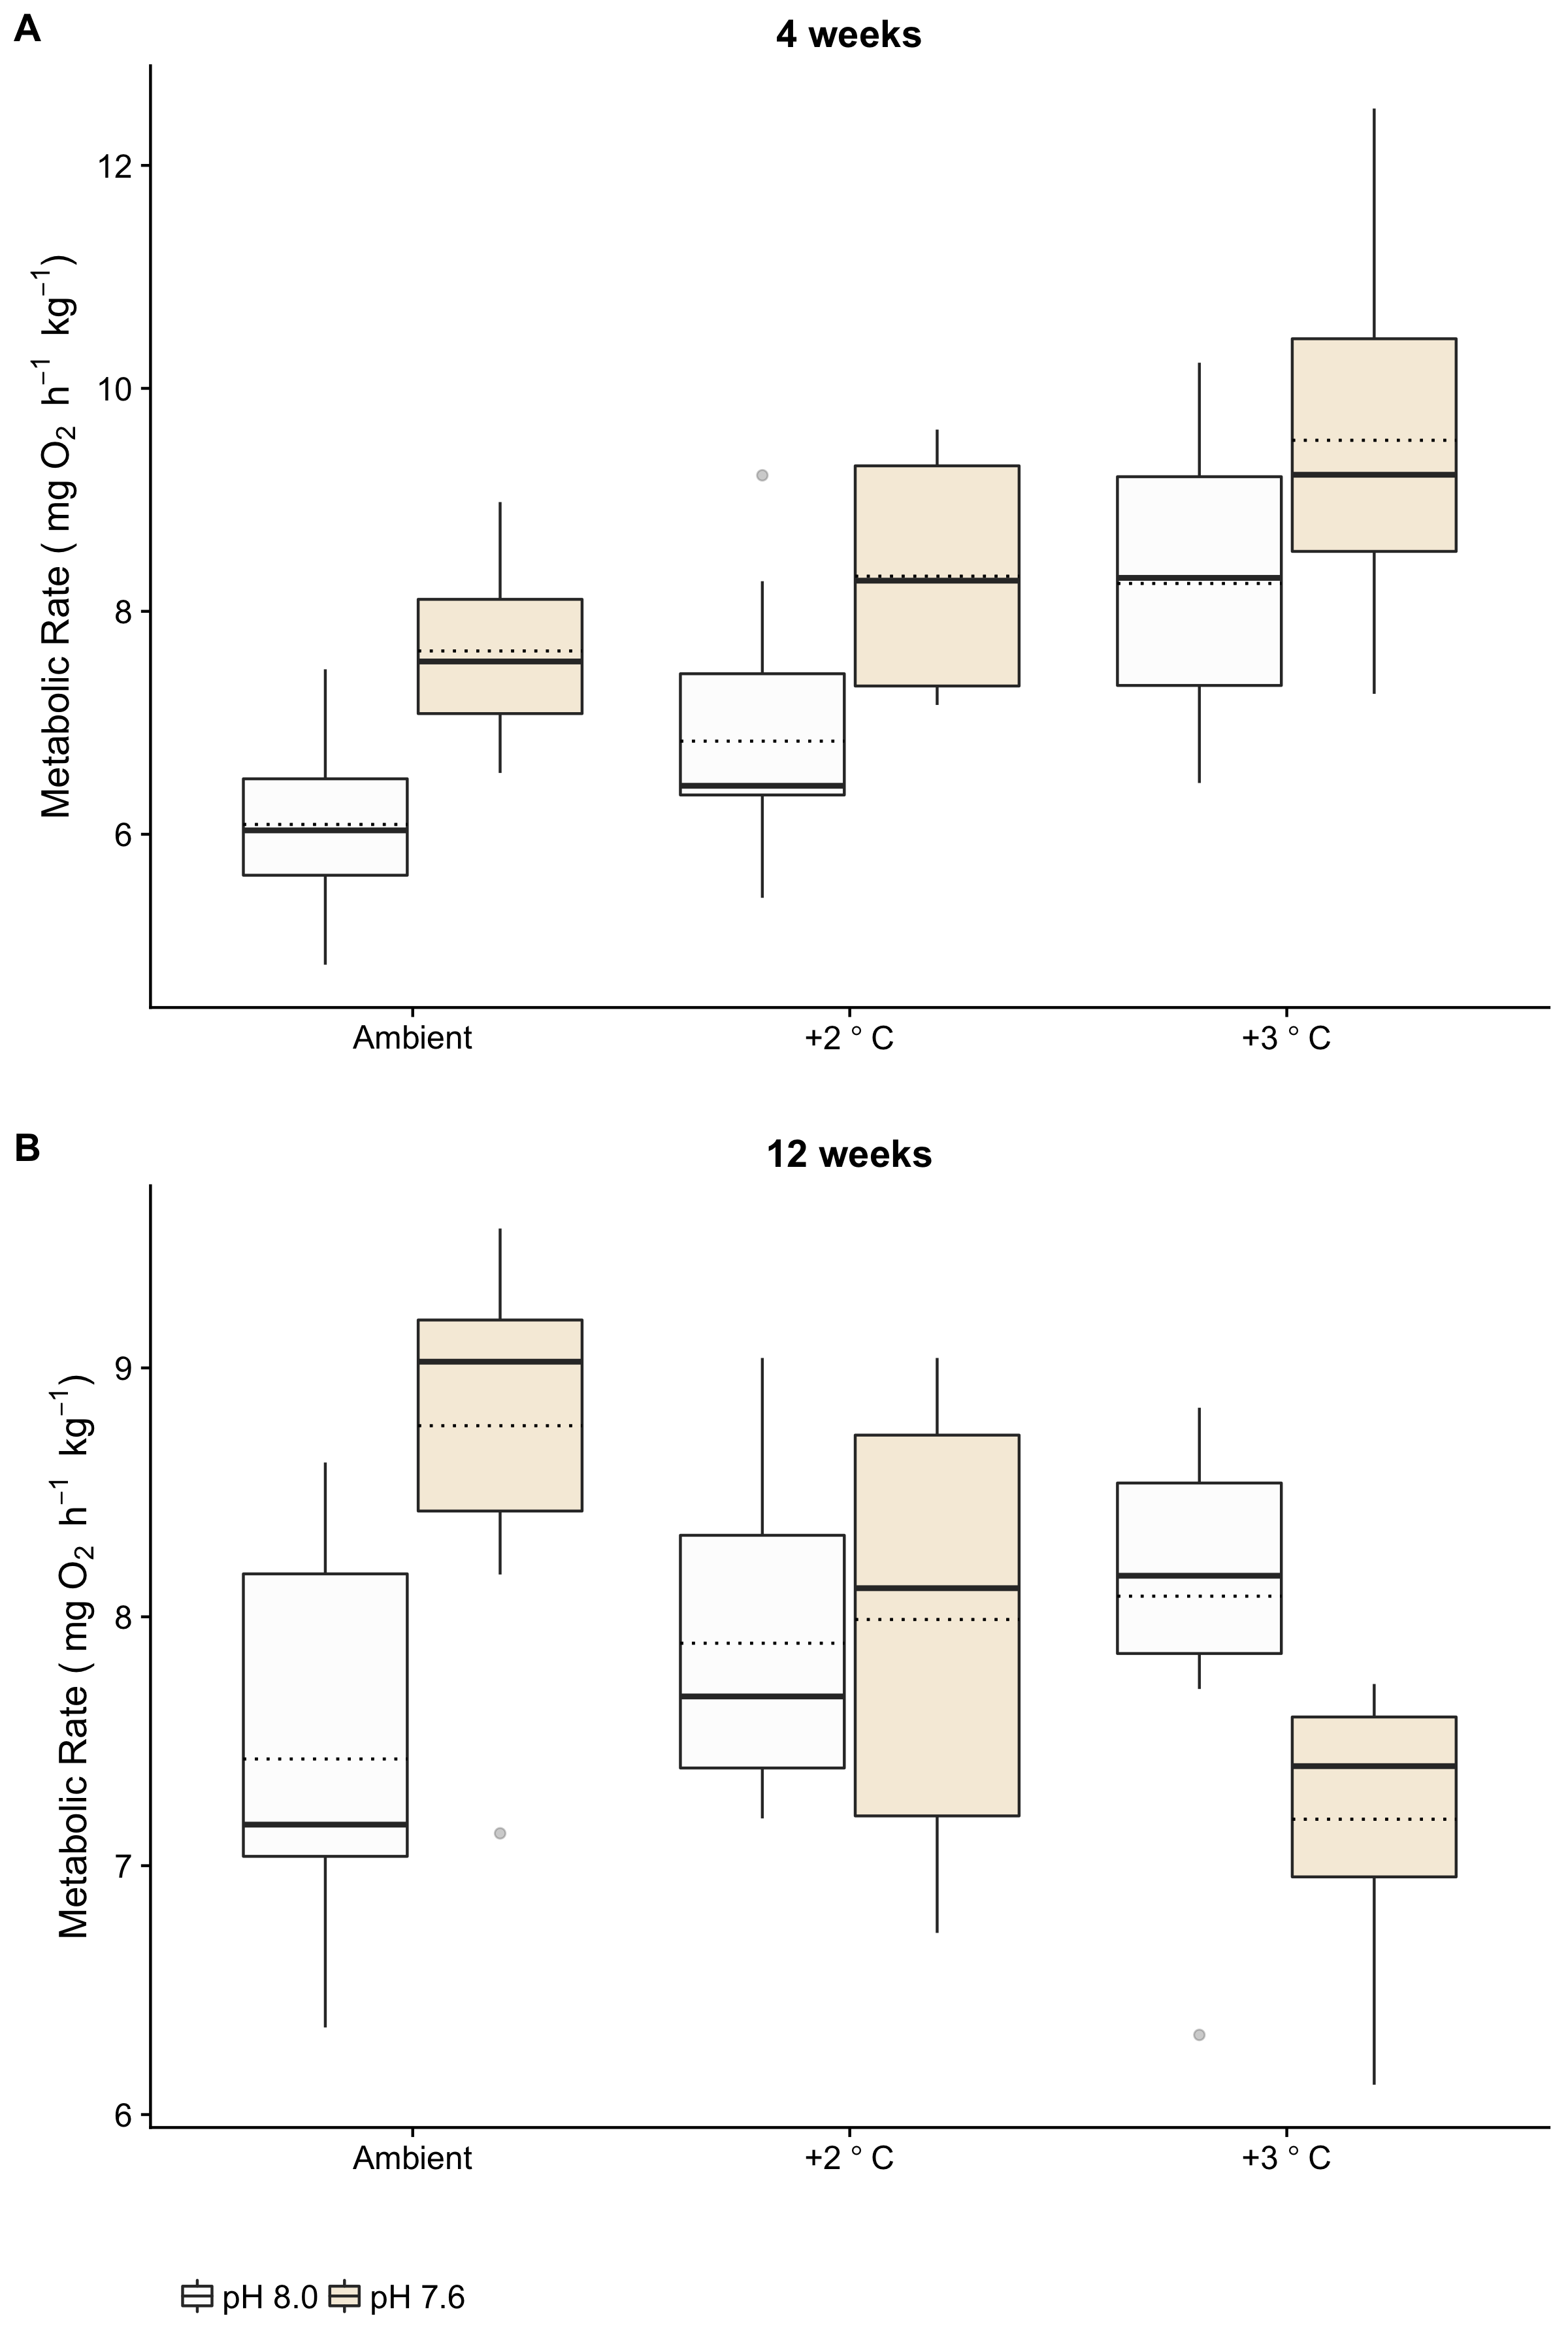 A
4 weeks
Metabolic Rate ( mg O₂ h⁻¹ kg⁻¹)
12
10
8
6
Ambient
+2 ° C
+3 ° C
B
12 weeks
Metabolic Rate ( mg O₂ h⁻¹ kg⁻¹)
9
8
7
6
Ambient
+2 ° C
+3 ° C
pH 8.0
pH 7.6